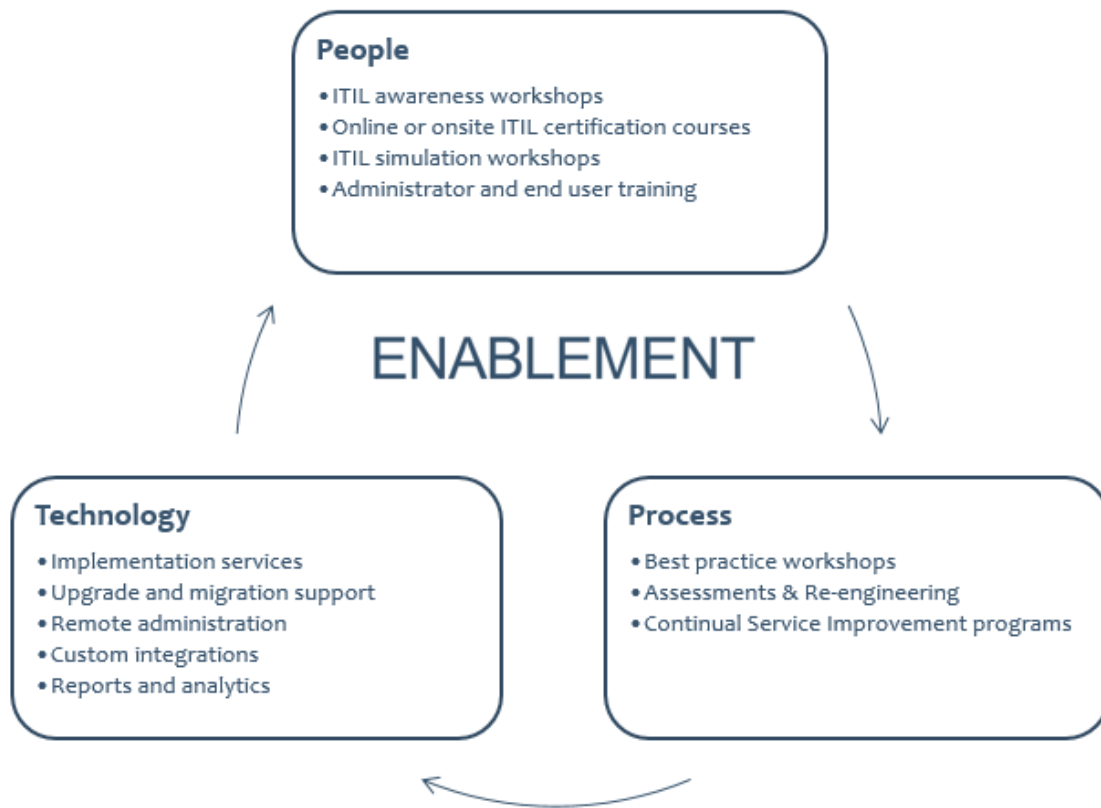 People
•ITIL awareness workshops
•Online or onsite ITIL certification courses
•ITIL simulation workshops
•Administrator and end user training
ENABLEMENT
Technology
•Implementation services
•Upgrade and migration support
•Remote administration
•Custom integrations
•Reports and analytics
Process
•Best practice workshops
•Assessments & Re-engineering
•Continual Service Improvement programs